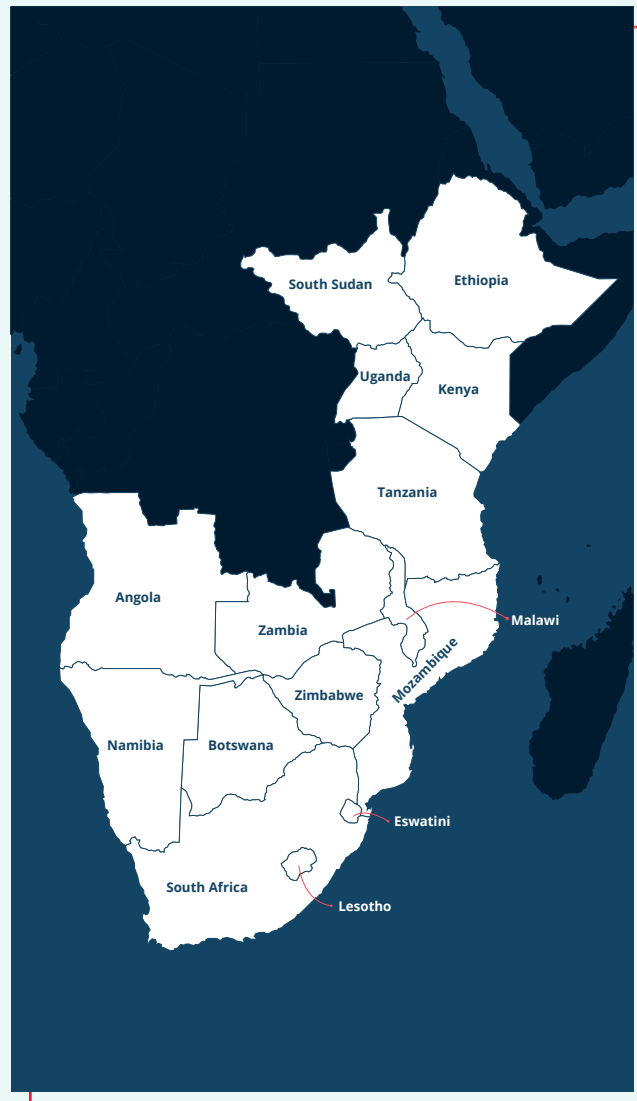 Ethiopia
South Sudan
Uganda
Kenya
Tanzania
Angola
Malawi
Zambia
Mozambique
Zimbabwe
Namibia
Botswana
Eswatini
South Africa
Lesotho